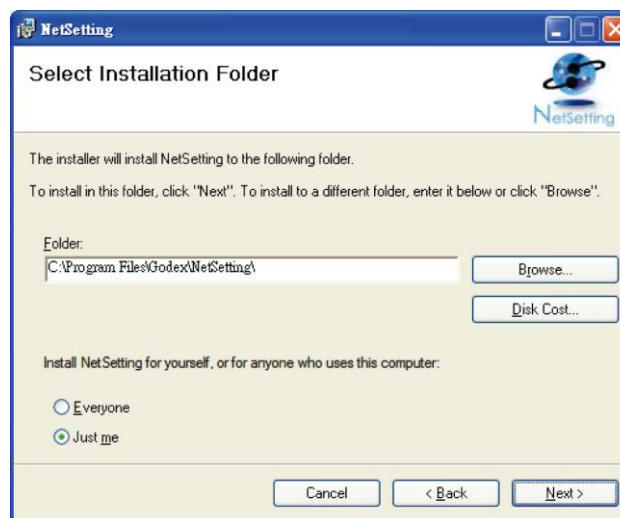 NetSetting
Select Installation Folder
NetSetting
The installer will install NetSetting to the following folder.
To install in this folder, click "Next". To install to a different folder, enter it below or click "Browse".
Folder:
C:\Program Files\Godex\NetSetting\
Browse...
Disk Cost...
Install NetSetting for yourself, or for anyone who uses this computer:
Everyone
Just me
Cancel
< Back
Next >